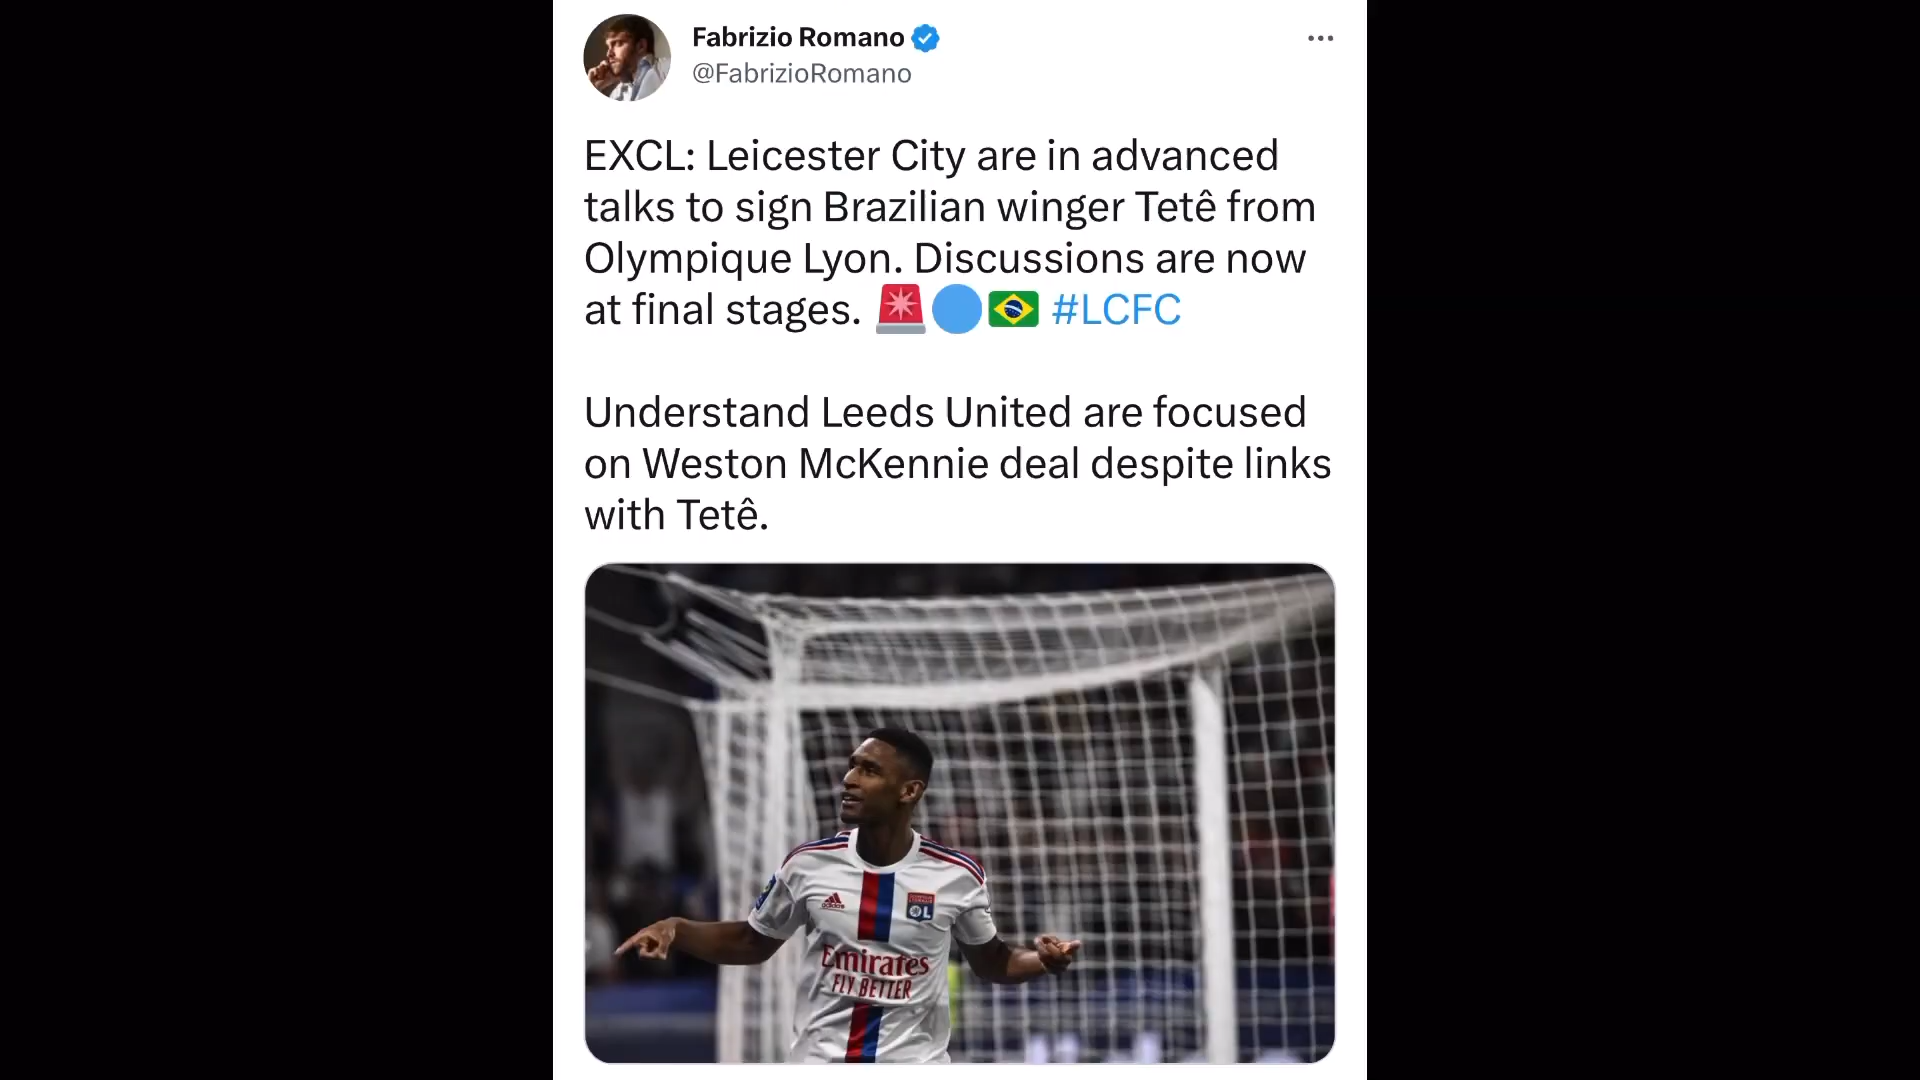 Fabrizio Romano
@FabrizioRomano
EXCL: Leicester City are in advanced
talks to sign Brazilian winger Tetê from
Olympique Lyon. Discussions are now
at final stages. 🚨🔵🇧🇷 #LCFC
Understand Leeds United are focused
on Weston McKennie deal despite links
with Tetê.
adidas
OL
Emirates
FLY BETTER